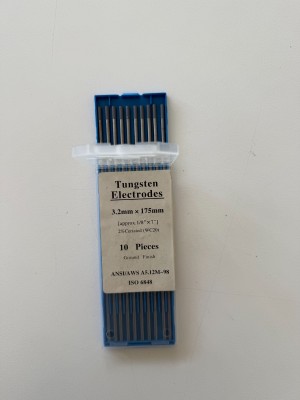 Tungsten
Electrodes
3.2mm × 175mm
[approx 1/8" × 7"]
2% Ceriated (WC20)
10 Pieces
Ground Finish
ANSI/AWS A5.12M-98
ISO 6848